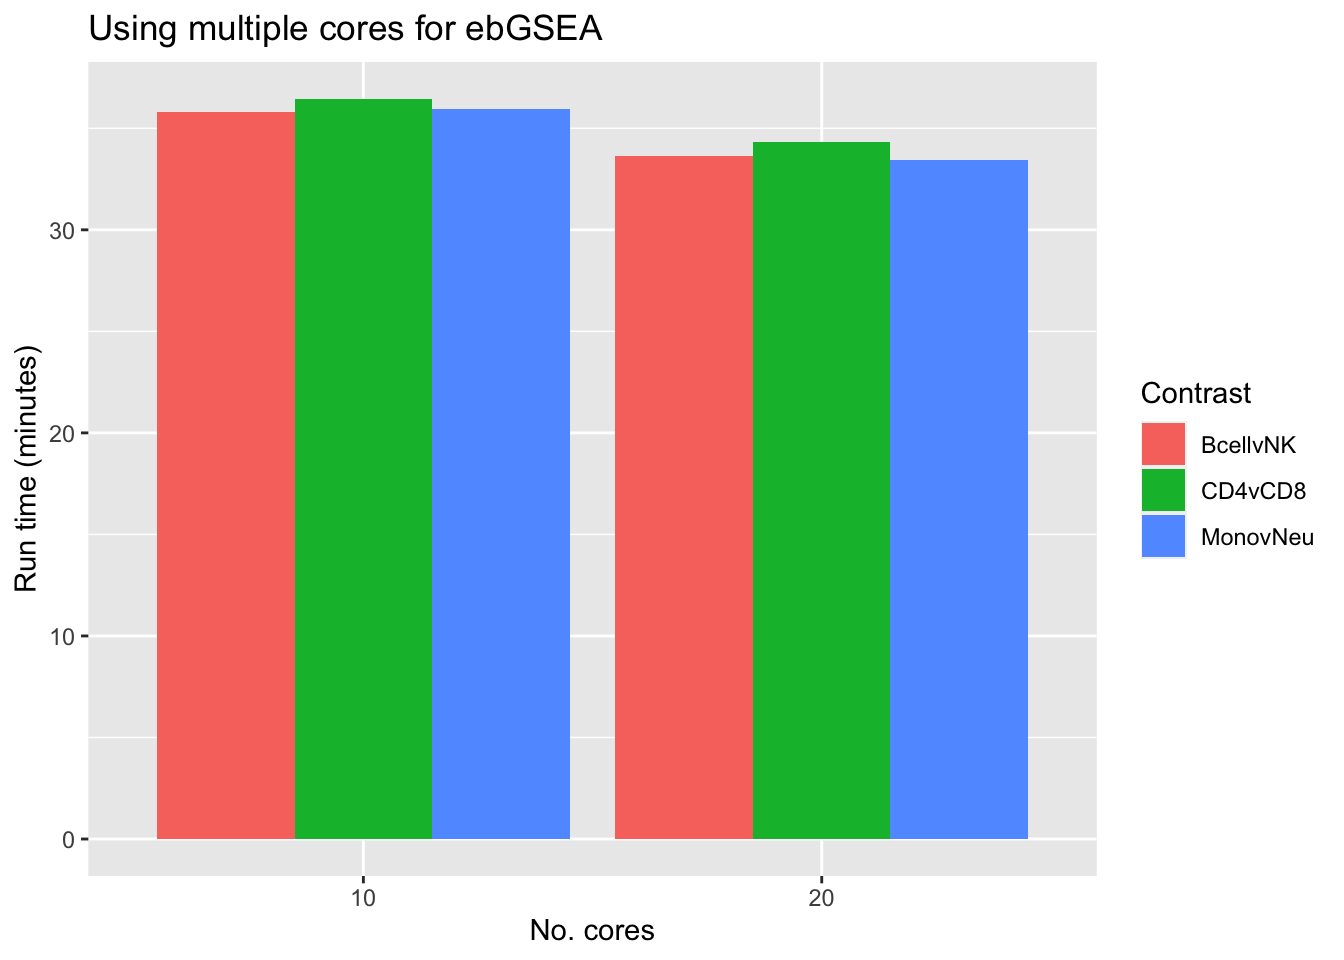 Using multiple cores for ebGSEA
Run time (minutes)
30
20
10
0
10
20
No. cores
Contrast
BcellvNK
CD4vCD8
MonovNeu